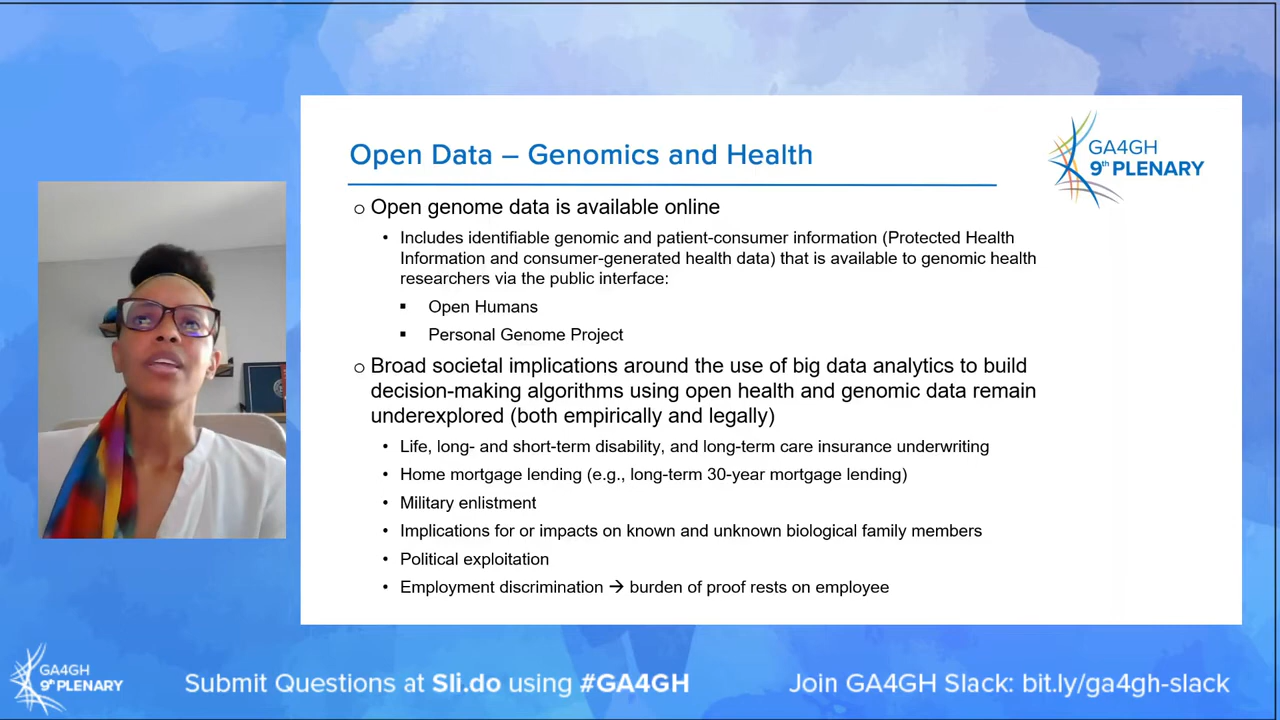 Open Data – Genomics and Health
GA4GH
9th PLENARY
o Open genome data is available online
• Includes identifiable genomic and patient-consumer information (Protected Health
Information and consumer-generated health data) that is available to genomic health
researchers via the public interface:
▪ Open Humans
▪ Personal Genome Project
o Broad societal implications around the use of big data analytics to build
decision-making algorithms using open health and genomic data remain
underexplored (both empirically and legally)
• Life, long- and short-term disability, and long-term care insurance underwriting
• Home mortgage lending (e.g., long-term 30-year mortgage lending)
• Military enlistment
• Implications for or impacts on known and unknown biological family members
• Political exploitation
• Employment discrimination → burden of proof rests on employee
GA4GH
9th PLENARY
Submit Questions at Sli.do using #GA4GH
Join GA4GH Slack: bit.ly/ga4gh-slack